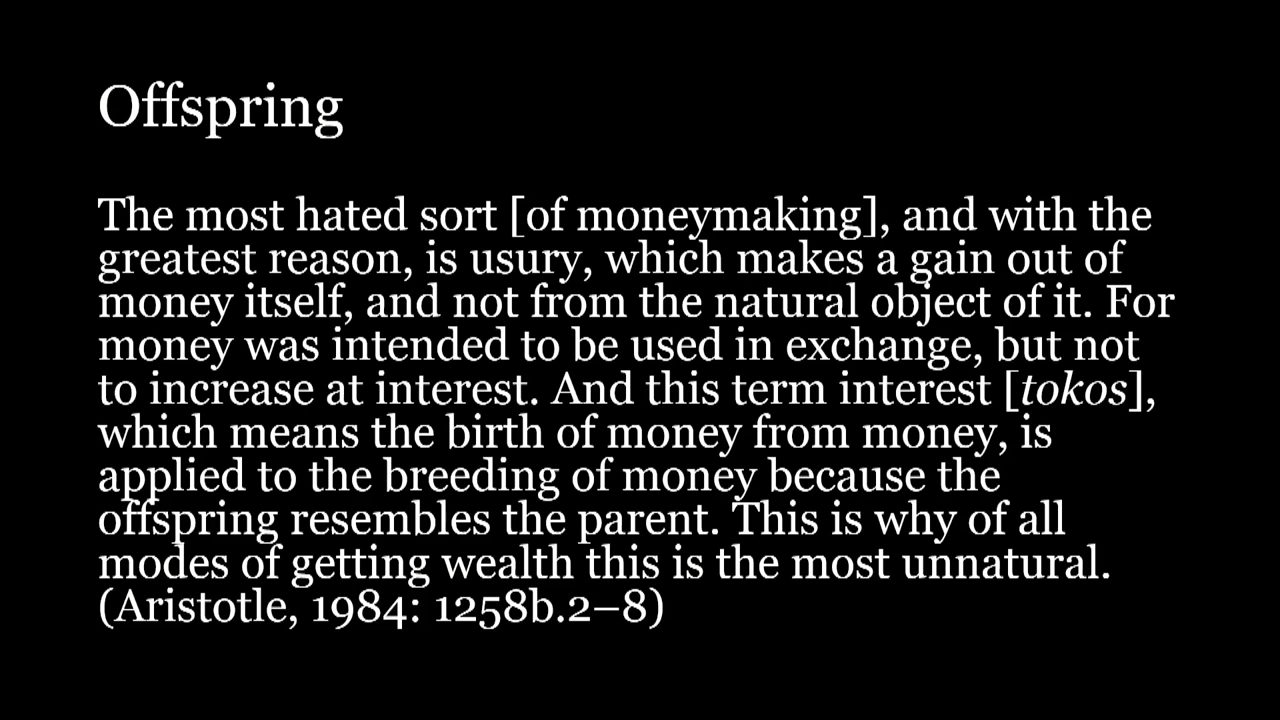 Offspring
The most hated sort [of moneymaking], and with the
greatest reason, is usury, which makes a gain out of
money itself, and not from the natural object of it. For
money was intended to be used in exchange, but not
to increase at interest. And this term interest [tokos],
which means the birth of money from money, is
applied to the breeding of money because the
offspring resembles the parent. This is why of all
modes of getting wealth this is the most unnatural.
(Aristotle, 1984: 1258b.2–8)